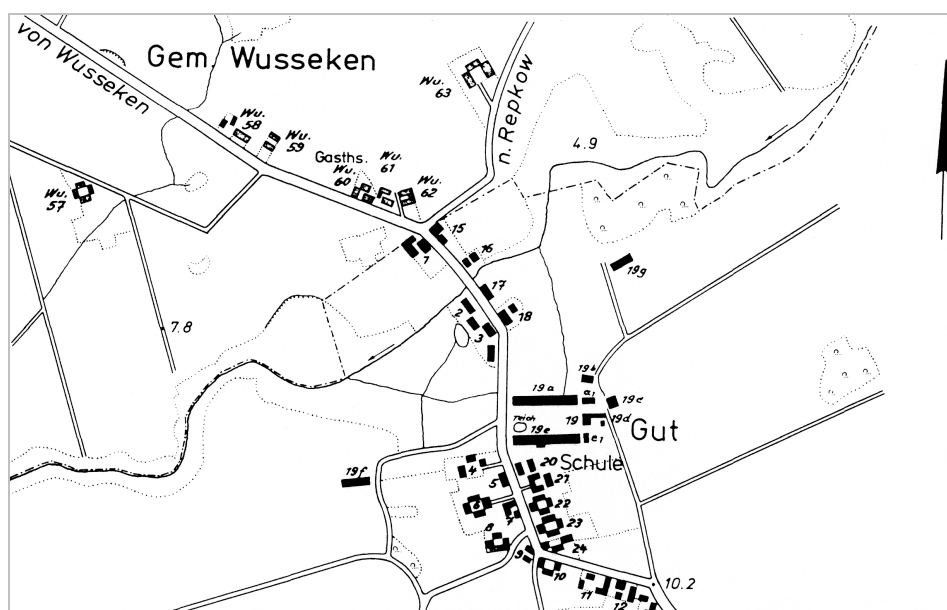 von Wusseken
Gem. Wusseken
Wu.
63
n. Repkow
Wu.
58
Wu.
59
4.9
Gasths.
Wu.
60
Wu.
61
Wu.
62
Wu.
57
15
1
16
19g
17
2
18
3
7.8
19b
19a
a1
19c
Teich
19
19d
19e
e1
Gut
Schule
20
4
19f
5
21
6
22
7
23
8
24
9
10
11
12
10.2